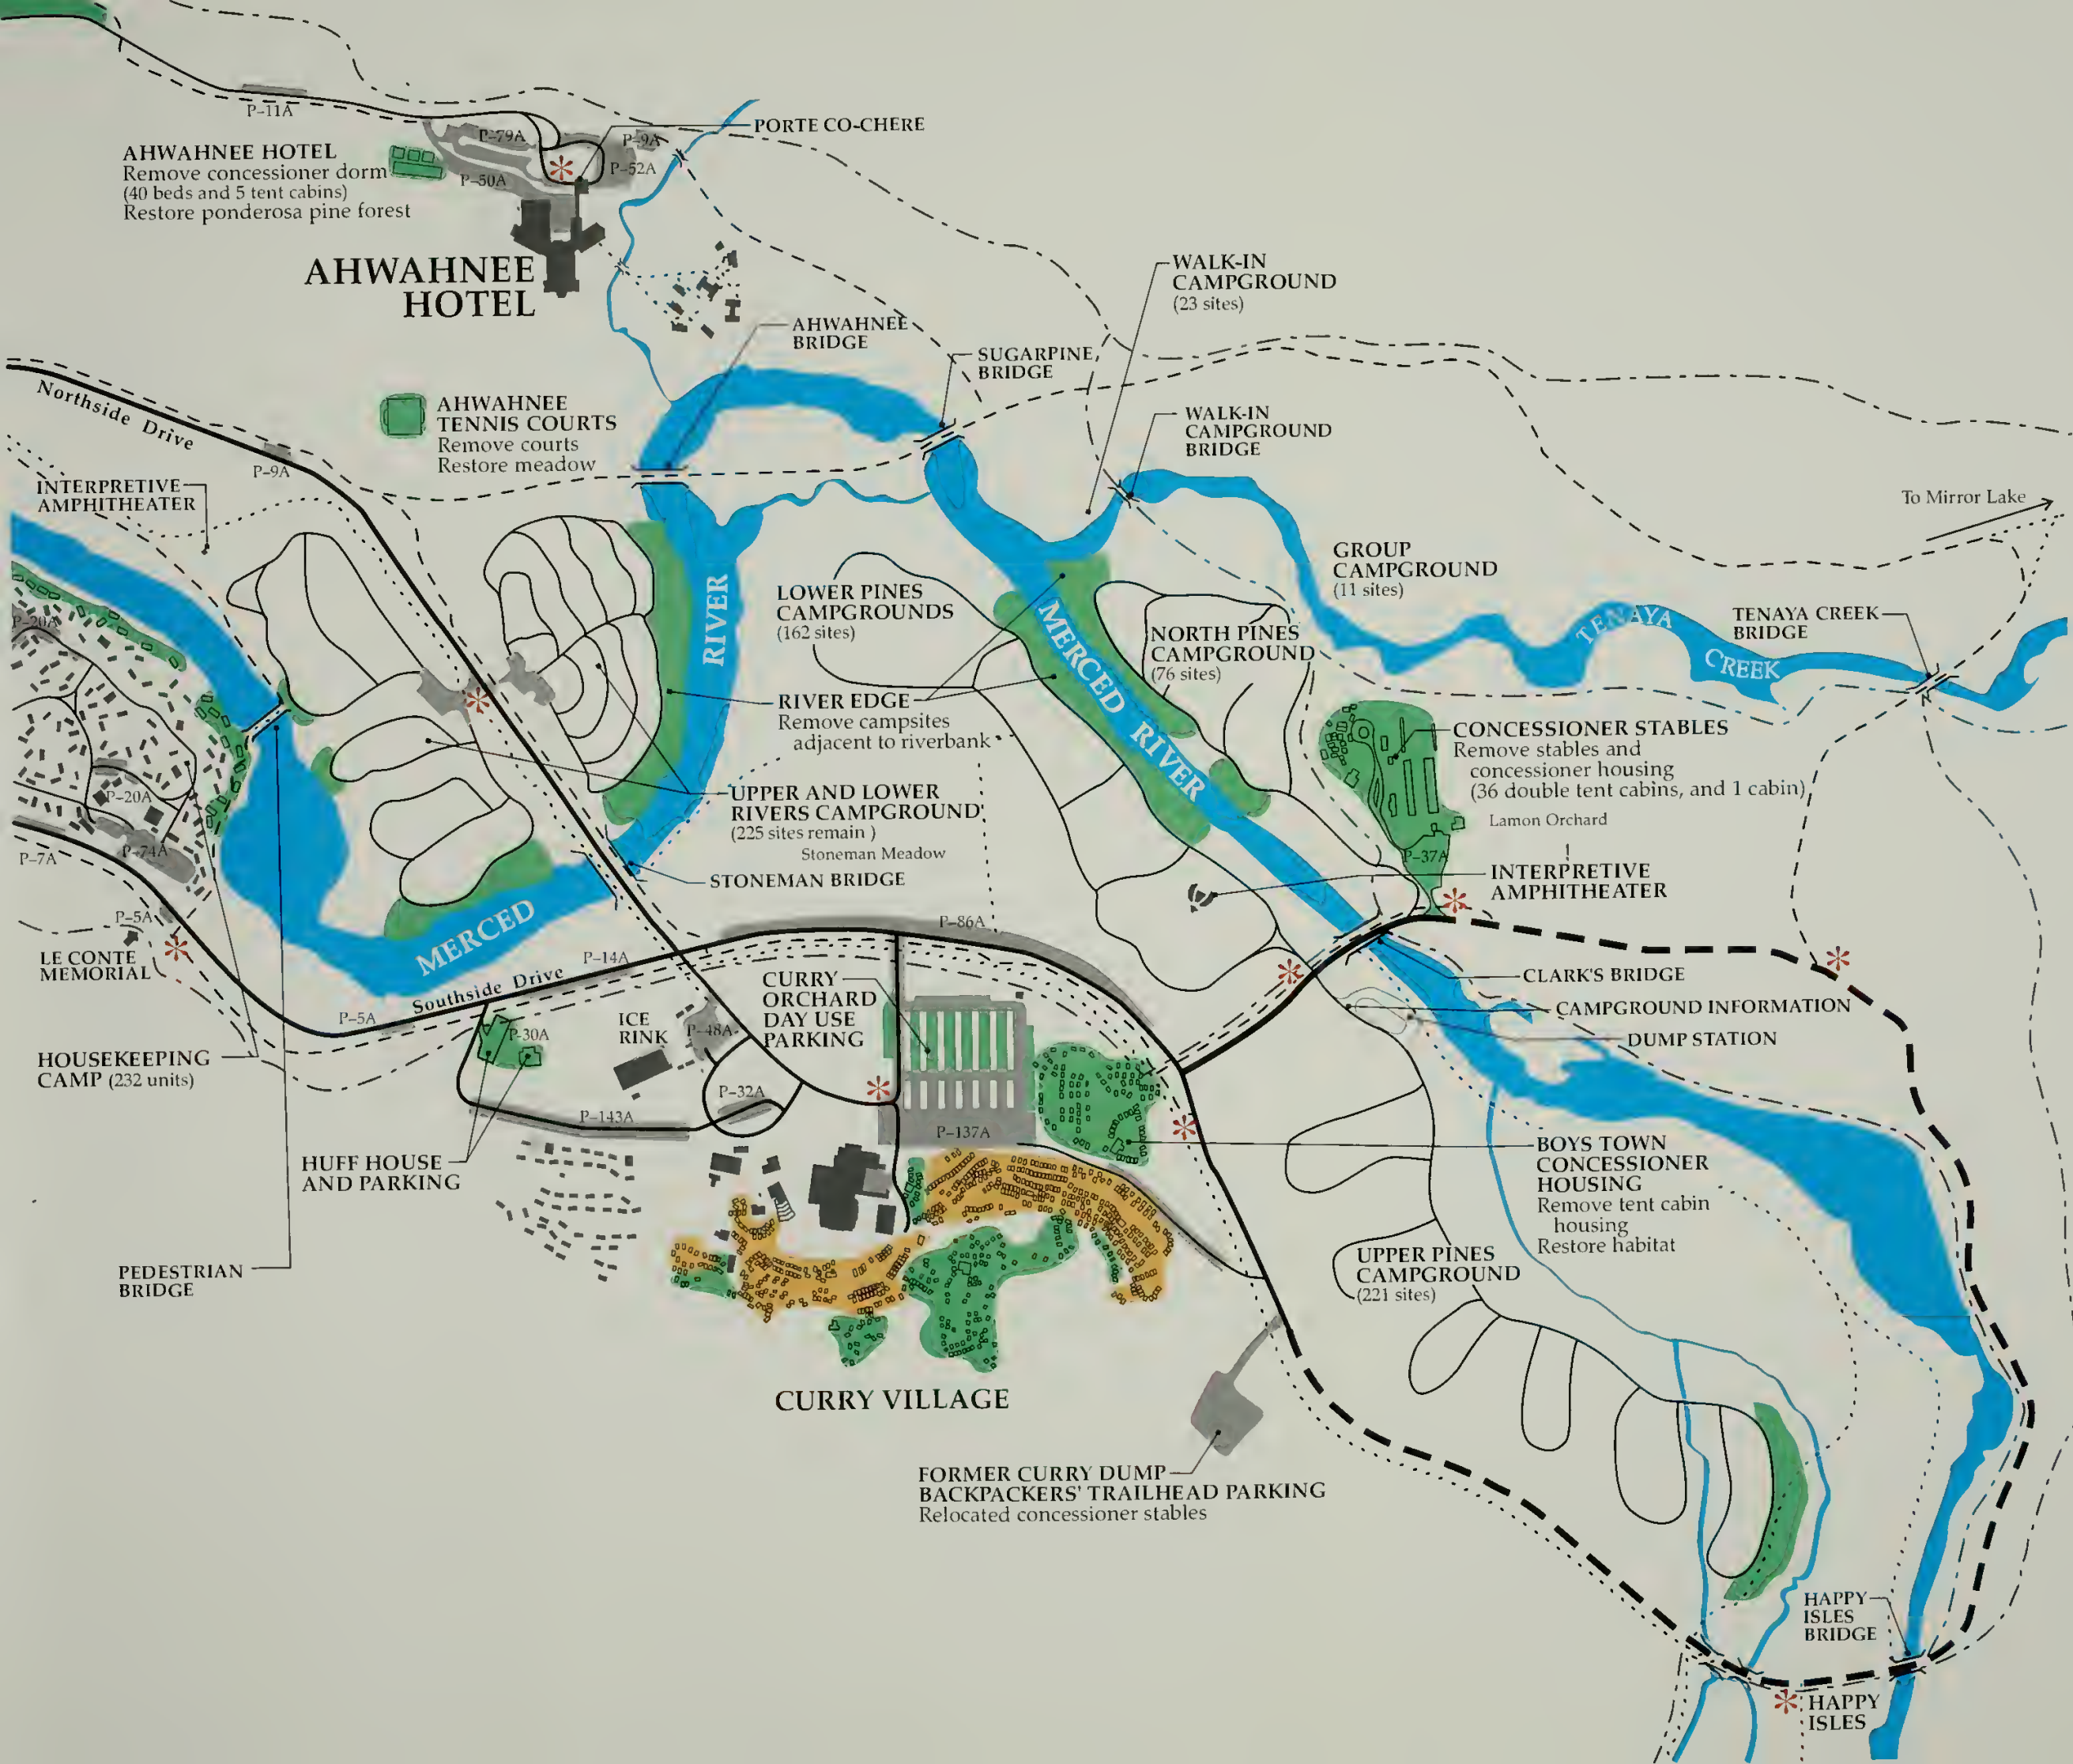 P-11A
PORTE CO-CHERE
P-79A
P-9A
AHWAHNEE HOTEL
Remove concessioner dorm
(40 beds and 5 tent cabins)
Restore ponderosa pine forest
P-50A
P-52A
AHWAHNEE
HOTEL
WALK-IN
CAMPGROUND
(23 sites)
AHWAHNEE
BRIDGE
SUGARPINE
BRIDGE
Northside Drive
AHWAHNEE
TENNIS COURTS
Remove courts
Restore meadow
WALK-IN
CAMPGROUND
BRIDGE
P-9A
INTERPRETIVE
AMPHITHEATER
To Mirror Lake
GROUP
CAMPGROUND
(11 sites)
RIVER
LOWER PINES
CAMPGROUNDS
(162 sites)
MERCED RIVER
NORTH PINES
CAMPGROUND
(76 sites)
TENAYA
CREEK
TENAYA CREEK
BRIDGE
P-20A
RIVER EDGE
Remove campsites
adjacent to riverbank
CONCESSIONER STABLES
Remove stables and
concessioner housing
(36 double tent cabins, and 1 cabin)
Lamon Orchard
P-37A
UPPER AND LOWER
RIVERS CAMPGROUND
(225 sites remain )
Stoneman Meadow
STONEMAN BRIDGE
P-20A
P-74A
P-7A
INTERPRETIVE
AMPHITHEATER
P-5A
LE CONTE
MEMORIAL
MERCED
P-86A
P-14A
Southside Drive
P-5A
CURRY
ORCHARD
DAY USE
PARKING
CLARK'S BRIDGE
CAMPGROUND INFORMATION
DUMP STATION
ICE
RINK
P-48A
P-30A
HOUSEKEEPING
CAMP (232 units)
P-32A
P-143A
P-137A
HUFF HOUSE
AND PARKING
BOYS TOWN
CONCESSIONER
HOUSING
Remove tent cabin
housing
Restore habitat
PEDESTRIAN
BRIDGE
UPPER PINES
CAMPGROUND
(221 sites)
CURRY VILLAGE
FORMER CURRY DUMP
BACKPACKERS' TRAILHEAD PARKING
Relocated concessioner stables
HAPPY
ISLES
BRIDGE
HAPPY
ISLES